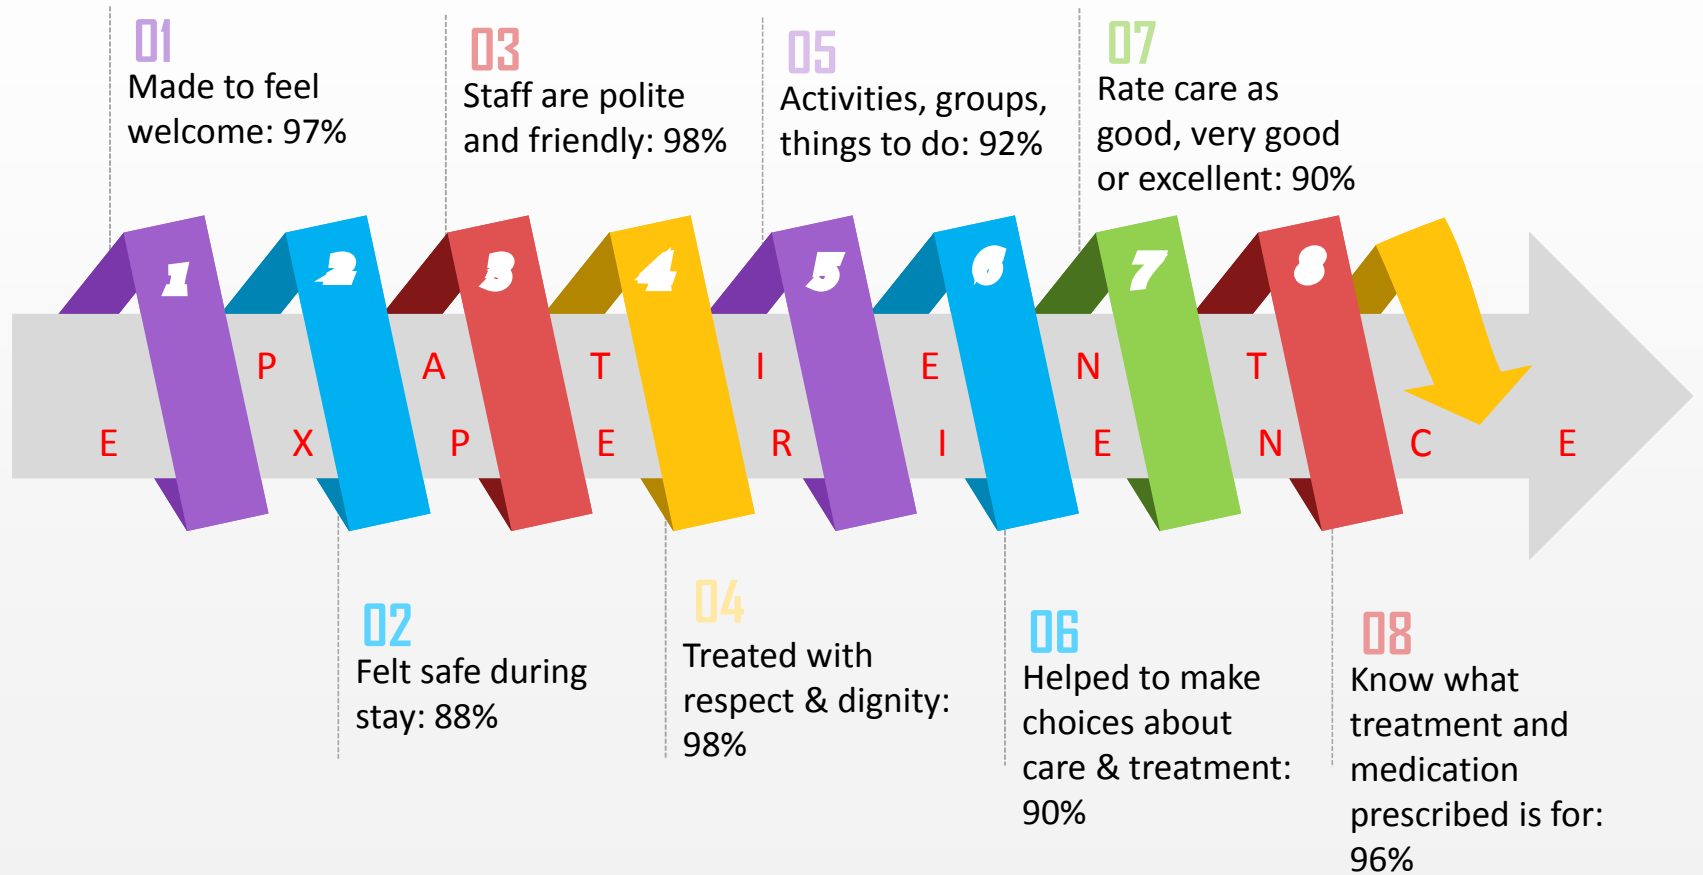 01
Made to feel
welcome: 97%
03
Staff are polite
and friendly: 98%
05
Activities, groups,
things to do: 92%
07
Rate care as
good, very good
or excellent: 90%
1 2 3 4 5 6 7 8
P A T I E N T
E X P E R I E N C E
02
Felt safe during
stay: 88%
04
Treated with
respect & dignity:
98%
06
Helped to make
choices about
care & treatment:
90%
08
Know what
treatment and
medication
prescribed is for:
96%